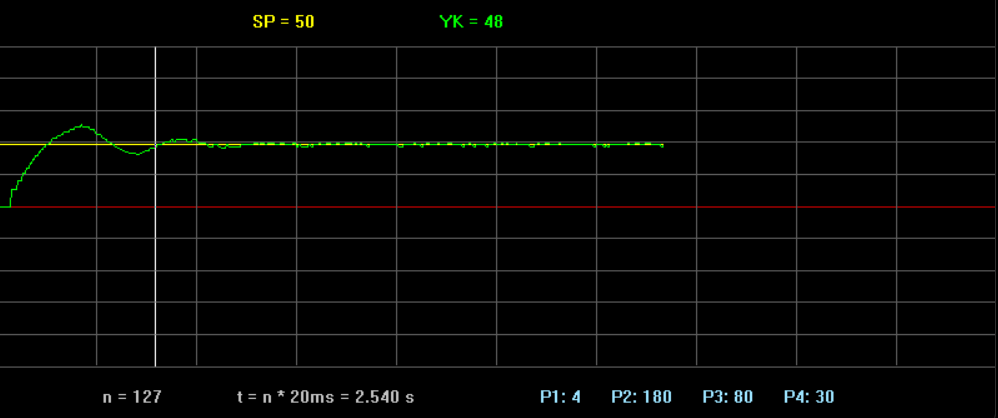 SP = 50 YK = 48
n = 127 t = n * 20ms = 2.540 s P1: 4 P2: 180 P3: 80 P4: 30